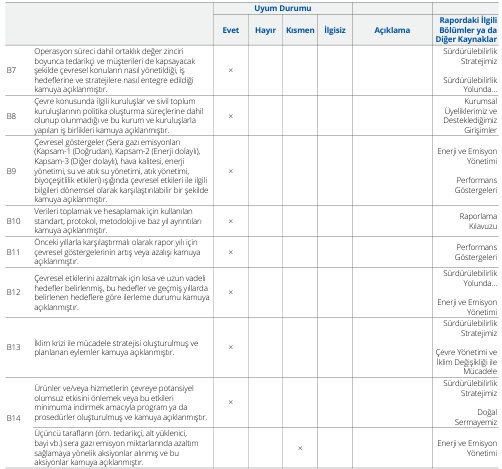 Uyum Durumu
Evet Hayır Kısmen İlgisiz Açıklama
Rapordaki İlgili
Bölümler ya da
Diğer Kaynaklar
B7
Operasyon süreci dahil ortaklık değer zinciri
boyunca tedarikçi ve müşterileri de kapsayacak
şekilde çevresel konuların nasıl yönetildiği, iş
hedeflerine ve stratejilere nasıl entegre edildiği
kamuya açıklanmıştır.
×
Sürdürülebilirlik
Stratejimiz
Sürdürülebilirlik
Yolunda...
B8
Çevre konusunda ilgili kuruluşlar ve sivil toplum
kuruluşlarının politika oluşturma süreçlerine dahil
olunup olunmadığı ve bu kurum ve kuruluşlarla
yapılan iş birlikleri kamuya açıklanmıştır.
×
Kurumsal
Üyeliklerimiz ve
Desteklediğimiz
Girişimler
B9
Çevresel göstergeler (Sera gazı emisyonları
(Kapsam-1 (Doğrudan), Kapsam-2 (Enerji dolaylı),
Kapsam-3 (Diğer dolaylı), hava kalitesi, enerji
yönetimi, su ve atık su yönetimi, atık yönetimi,
biyoçeşitlilik etkileri) ışığında çevresel etkileri ile ilgili
bilgileri dönemsel olarak karşılaştırılabilir bir şekilde
kamuya açıklanmıştır.
×
Enerji ve Emisyon
Yönetimi
Performans
Göstergeleri
B10
Verileri toplamak ve hesaplamak için kullanılan
standart, protokol, metodoloji ve baz yıl ayrıntıları
kamuya açıklanmıştır.
×
Raporlama
Kılavuzu
B11
Önceki yıllarla karşılaştırmalı olarak rapor yılı için
çevresel göstergelerinin artış veya azalışı kamuya
açıklanmıştır.
×
Performans
Göstergeleri
B12
Çevresel etkilerini azaltmak için kısa ve uzun vadeli
hedefler belirlenmiş, bu hedefler ve geçmiş yıllarda
belirlenen hedeflere göre ilerleme durumu kamuya
açıklanmıştır.
×
Sürdürülebilirlik
Yolunda...
Enerji ve Emisyon
Yönetimi
B13
İklim krizi ile mücadele stratejisi oluşturulmuş ve
planlanan eylemler kamuya açıklanmıştır.
×
Sürdürülebilirlik
Stratejimiz
Çevre Yönetimi ve
İklim Değişikliği ile
Mücadele
B14
Ürünler ve/veya hizmetlerin çevreye potansiyel
olumsuz etkisini önlemek veya bu etkileri
minimuma indirmek amacıyla program ya da
prosedürler oluşturulmuş ve kamuya açıklanmıştır.
×
Sürdürülebilirlik
Stratejimiz
Doğal
Sermayemiz
Üçüncü tarafların (örn. tedarikçi, alt yüklenici,
bayi vb.) sera gazı emisyon miktarlarında azaltım
sağlamaya yönelik aksiyonlar alınmış ve bu
aksiyonlar kamuya açıklanmıştır.
×
Enerji ve Emisyon
Yönetimi